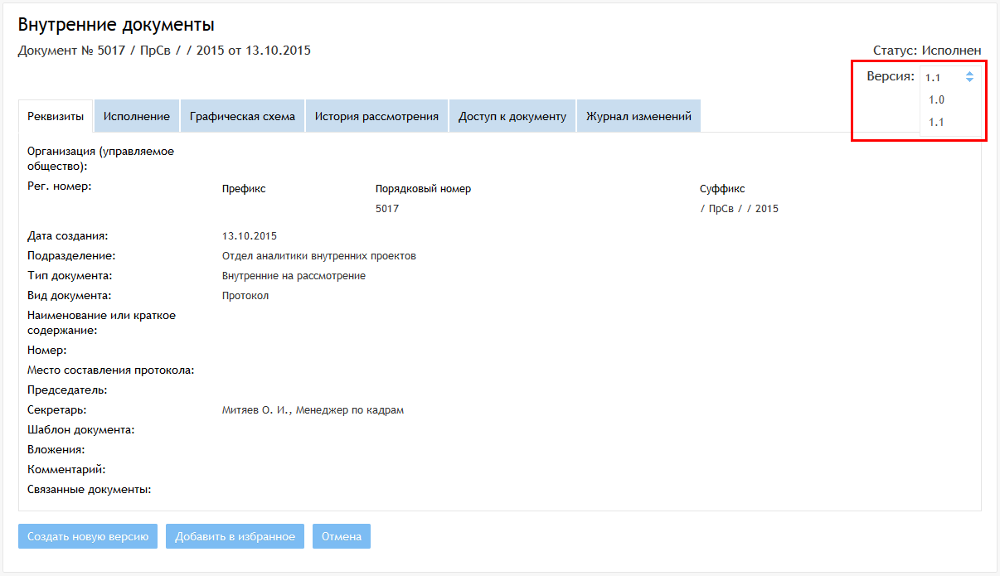 Внутренние документы
Документ № 5017 / ПрСв / / 2015 от 13.10.2015
Статус: Исполнен
Версия: 1.1
1.0
1.1
Реквизиты Исполнение Графическая схема История рассмотрения Доступ к документу Журнал изменений
Организация (управляемое
общество):
Рег. номер: Префикс Порядковый номер Суффикс
5017 / ПрСв / / 2015
Дата создания: 13.10.2015
Подразделение: Отдел аналитики внутренних проектов
Тип документа: Внутренние на рассмотрение
Вид документа: Протокол
Наименование или краткое
содержание:
Номер:
Место составления протокола:
Председатель:
Секретарь: Митяев О. И., Менеджер по кадрам
Шаблон документа:
Вложения:
Комментарий:
Связанные документы:
Создать новую версию Добавить в избранное Отмена